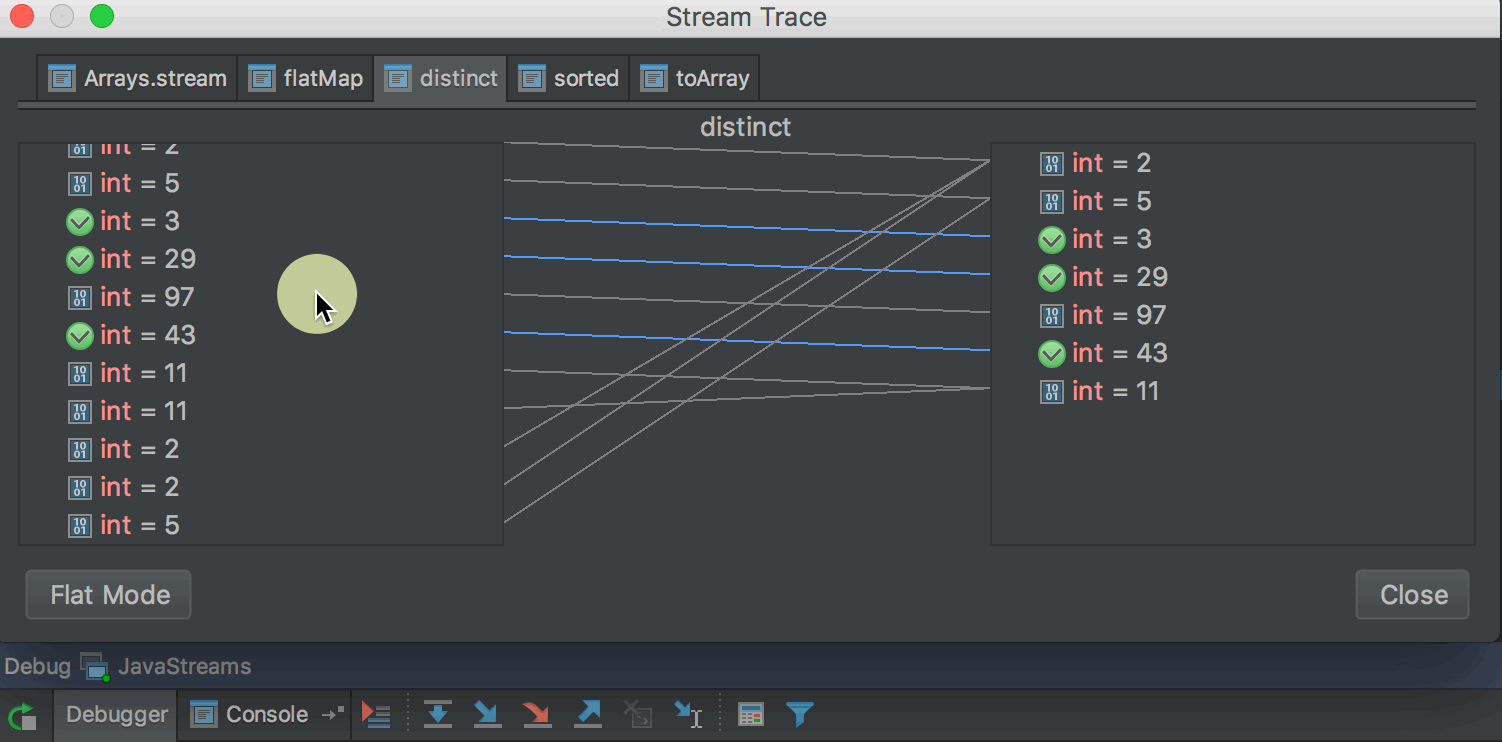 Stream Trace
Arrays.stream flatMap distinct sorted toArray
distinct
int = 2
int = 5
int = 3
int = 29
int = 97
int = 43
int = 11
int = 11
int = 2
int = 2
int = 5
int = 2
int = 5
int = 3
int = 29
int = 97
int = 43
int = 11
Flat Mode
Close
Debug JavaStreams
Debugger Console